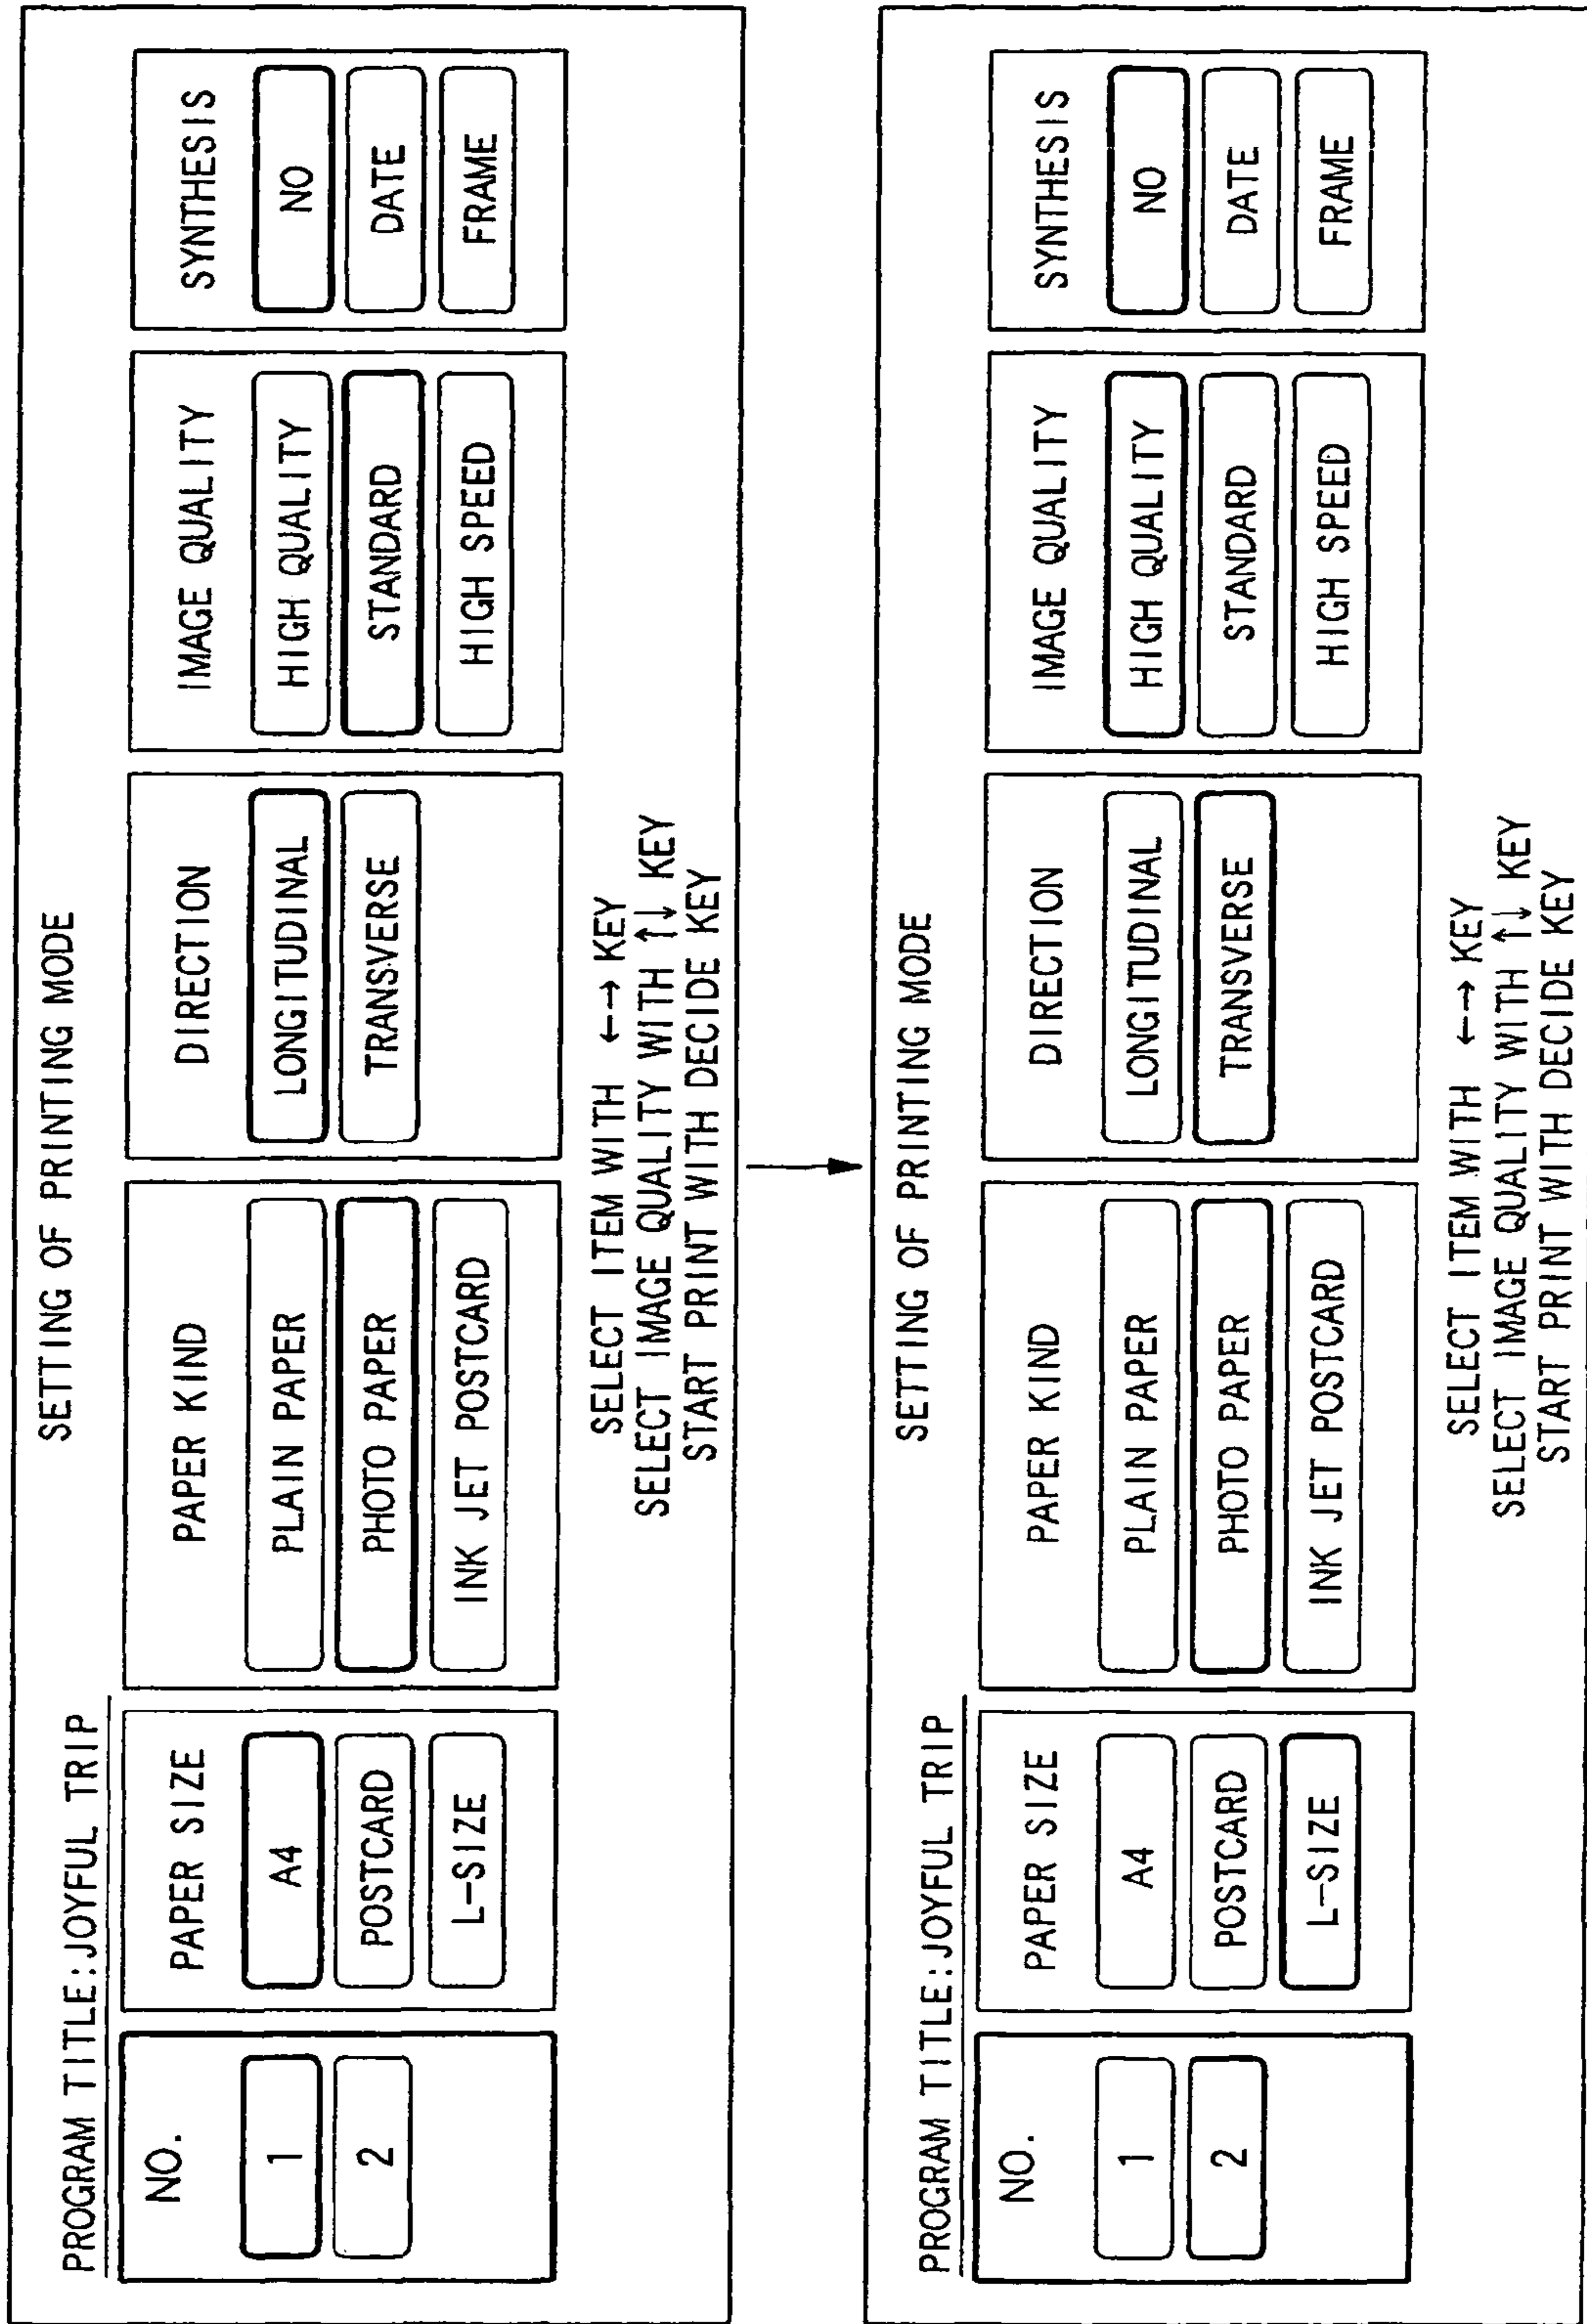 SETTING OF PRINTING MODE
PROGRAM TITLE:JOYFUL TRIP
NO.
1
2
PAPER SIZE
A4
POSTCARD
L-SIZE
PAPER KIND
PLAIN PAPER
PHOTO PAPER
INK JET POSTCARD
DIRECTION
LONGITUDINAL
TRANSVERSE
IMAGE QUALITY
HIGH QUALITY
STANDARD
HIGH SPEED
SYNTHESIS
NO
DATE
FRAME
SELECT ITEM WITH ←→ KEY
SELECT IMAGE QUALITY WITH ↑↓ KEY
START PRINT WITH DECIDE KEY
SETTING OF PRINTING MODE
PROGRAM TITLE:JOYFUL TRIP
NO.
1
2
PAPER SIZE
A4
POSTCARD
L-SIZE
PAPER KIND
PLAIN PAPER
PHOTO PAPER
INK JET POSTCARD
DIRECTION
LONGITUDINAL
TRANSVERSE
IMAGE QUALITY
HIGH QUALITY
STANDARD
HIGH SPEED
SYNTHESIS
NO
DATE
FRAME
SELECT ITEM WITH ←→ KEY
SELECT IMAGE QUALITY WITH ↑↓ KEY
START PRINT WITH DECIDE KEY